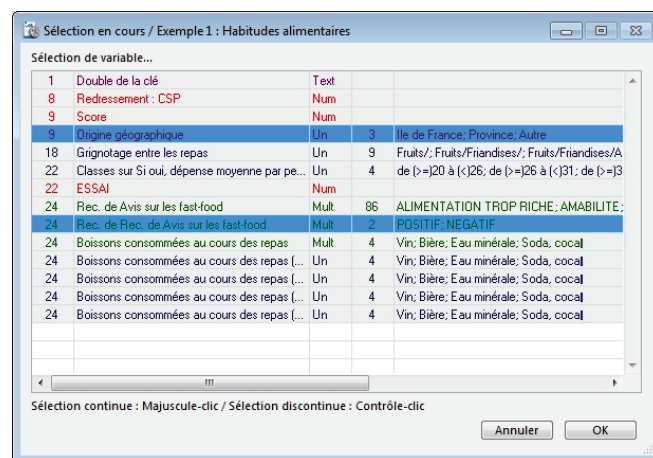 Sélection en cours / Exemple 1 : Habitudes alimentaires
Sélection de variable...
1 Double de la clé Text
8 Redressement : CSP Num
9 Score Num
9 Origine géographique Un 3 Ile de France; Province; Autre
18 Grignotage entre les repas Un 9 Fruits/; Fruits/Friandises/; Fruits/Friandises/A
22 Classes sur Si oui, dépense moyenne par pe... Un 4 de (>=)20 à (<)26; de (>=)26 à (<)31; de (>=)3
22 ESSAI Num
24 Rec. de Avis sur les fast-food Mult 86 ALIMENTATION TROP RICHE; AMABILITE;
24 Rec. de Rec. de Avis sur les fast-food Mult 2 POSITIF; NEGATIF
24 Boissons consommées au cours des repas Mult 4 Vin; Bière; Eau minérale; Soda, coca
24 Boissons consommées au cours des repas (... Un 4 Vin; Bière; Eau minérale; Soda, coca
24 Boissons consommées au cours des repas (... Un 4 Vin; Bière; Eau minérale; Soda, coca
24 Boissons consommées au cours des repas (... Un 4 Vin; Bière; Eau minérale; Soda, coca
24 Boissons consommées au cours des repas (... Un 4 Vin; Bière; Eau minérale; Soda, coca
Sélection continue : Majuscule-clic / Sélection discontinue : Contrôle-clic
Annuler OK